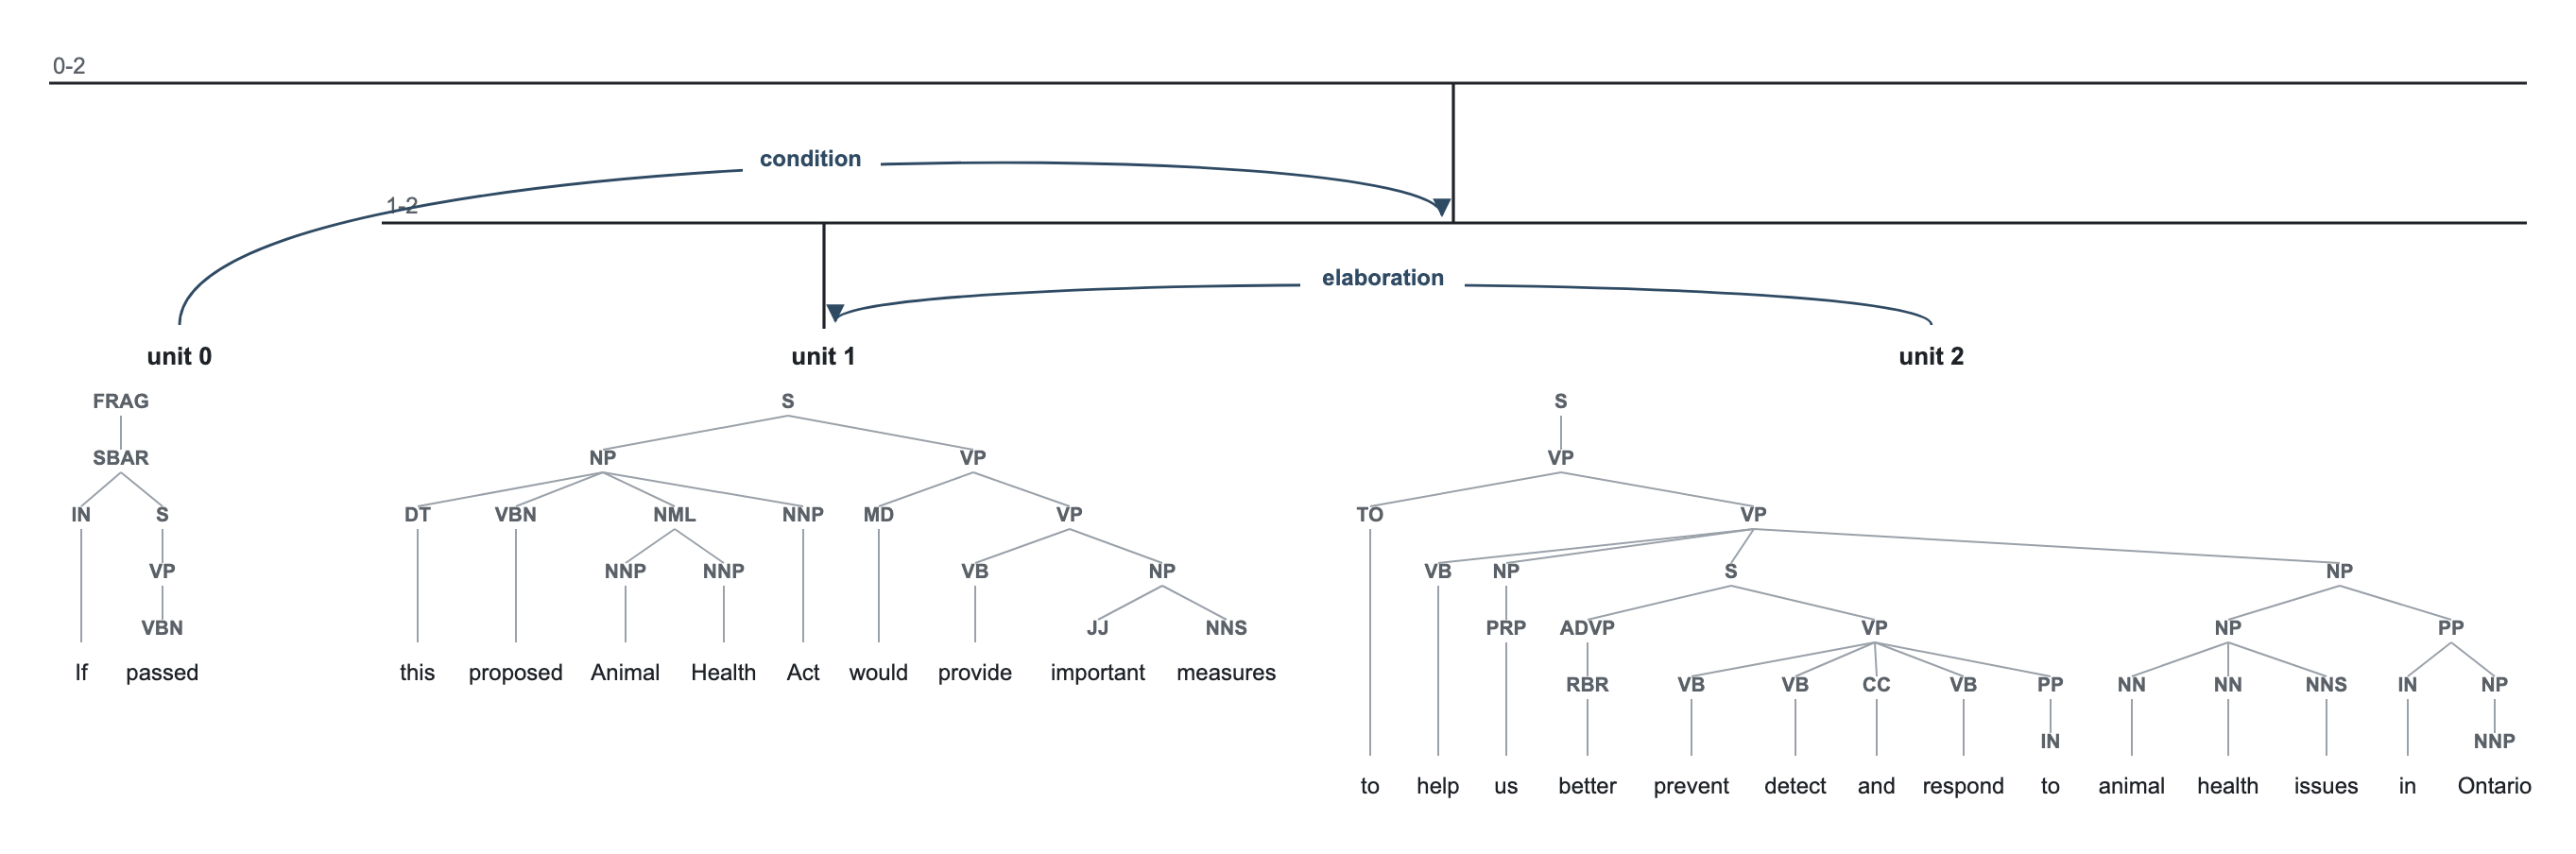 0-2
condition
1-2
elaboration
unit 0 unit 1 unit 2
FRAG S S
SBAR NP VP VP
IN S DT VBN NML NNP MD VP TO VP
VP NNP NNP VB NP VB NP S NP
VBN JJ NNS PRP ADVP VP NP PP
If passed this proposed Animal Health Act would provide important measures
RBR VB VB CC VB PP NN NN NNS IN NP
IN NNP
to help us better prevent detect and respond to animal health issues in Ontario